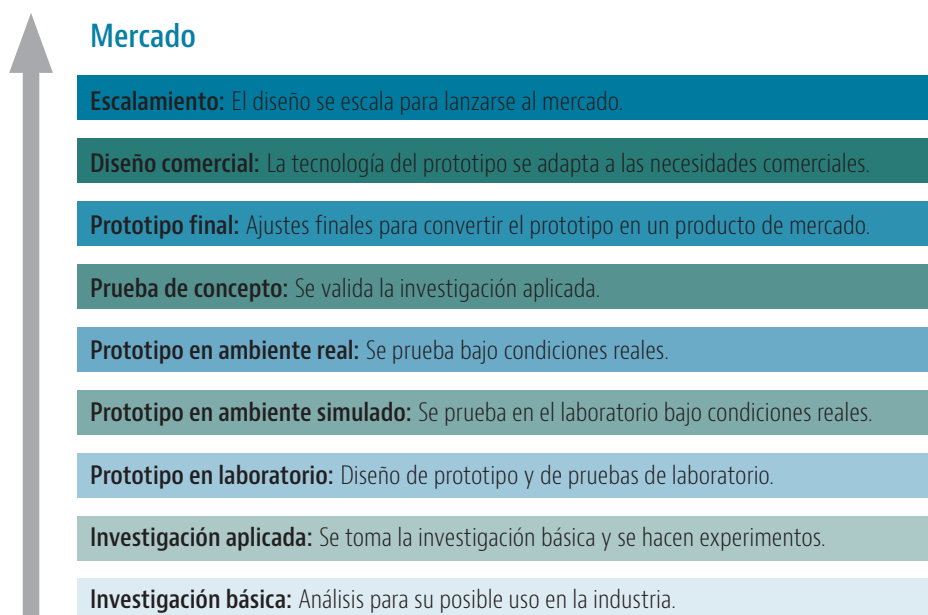 Mercado
Escalamiento: El diseño se escala para lanzarse al mercado.
Diseño comercial: La tecnología del prototipo se adapta a las necesidades comerciales.
Prototipo final: Ajustes finales para convertir el prototipo en un producto de mercado.
Prueba de concepto: Se valida la investigación aplicada.
Prototipo en ambiente real: Se prueba bajo condiciones reales.
Prototipo en ambiente simulado: Se prueba en el laboratorio bajo condiciones reales.
Prototipo en laboratorio: Diseño de prototipo y de pruebas de laboratorio.
Investigación aplicada: Se toma la investigación básica y se hacen experimentos.
Investigación básica: Análisis para su posible uso en la industria.